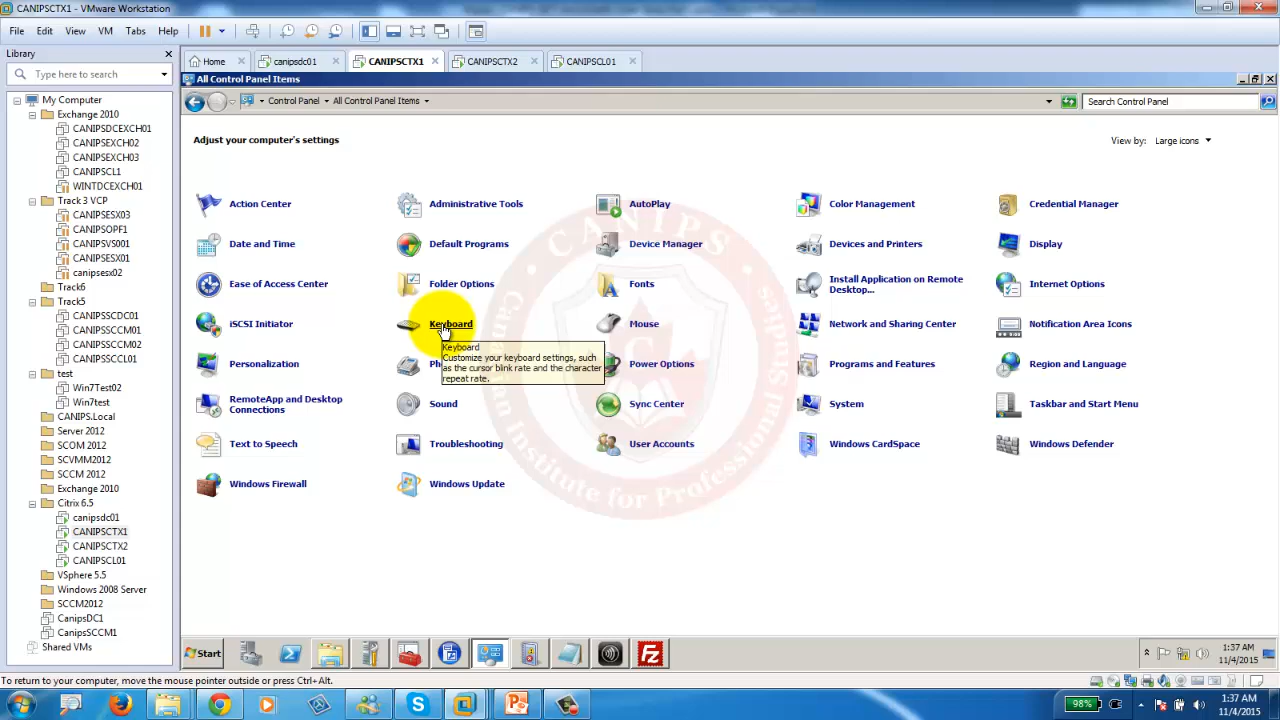 CANIPSCTX1 - VMware Workstation
File Edit View VM Tabs Help
Library
Type here to search
Home canipsdc01 CANIPSCTX1 CANIPSCTX2 CANIPSCL01
All Control Panel Items
Control Panel All Control Panel Items Search Control Panel
Adjust your computer's settings
View by: Large icons
Action Center Administrative Tools AutoPlay Color Management Credential Manager
Date and Time Default Programs Device Manager Devices and Printers Display
Ease of Access Center Folder Options Fonts Install Application on Remote Desktop... Internet Options
iSCSI Initiator Keyboard Mouse Network and Sharing Center Notification Area Icons
Keyboard
Customize your keyboard settings, such
as the cursor blink rate and the character
repeat rate.
Personalization Ph Power Options Programs and Features Region and Language
RemoteApp and Desktop Connections Sound Sync Center System Taskbar and Start Menu
Text to Speech Troubleshooting User Accounts Windows CardSpace Windows Defender
Windows Firewall Windows Update
My Computer
Exchange 2010
CANIPSDCEXCH01
CANIPSEXCH02
CANIPSEXCH03
CANIPSCL1
WINTDCEXCH01
Track 3 VCP
CANIPSESX03
CANIPSOPF1
CANIPSVS001
CANIPSESX01
canipsesx02
Track6
Track5
CANIPSSCDC01
CANIPSSCCM01
CANIPSSCCM02
CANIPSSCCL01
test
Win7Test02
Win7test
CANIPS.Local
Server 2012
SCOM 2012
SCVMM2012
SCCM 2012
Exchange 2010
Citrix 6.5
canipsdc01
CANIPSCTX1
CANIPSCTX2
CANIPSCL01
VSphere 5.5
Windows 2008 Server
SCCM2012
CanipsDC1
CanipsSCCM1
Shared VMs
CANIPS
Institute for Professional
Start
1:37 AM
11/4/2015
To return to your computer, move the mouse pointer outside or press Ctrl+Alt.
98%
1:37 AM
11/4/2015